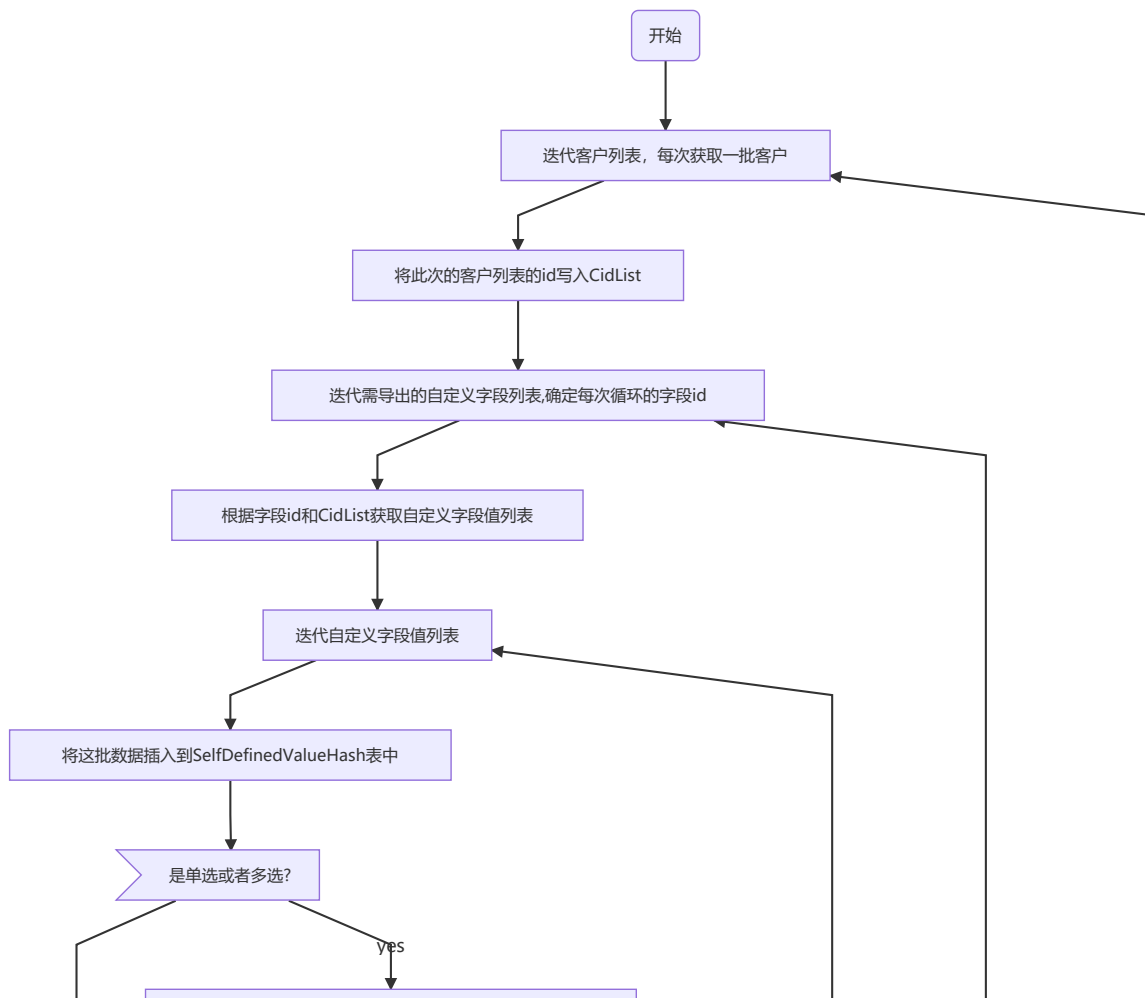 开始
迭代客户列表，每次获取一批客户
将此次的客户列表的id写入CidList
迭代需导出的自定义字段列表,确定每次循环的字段id
根据字段id和CidList获取自定义字段值列表
迭代自定义字段值列表
将这批数据插入到SelfDefinedValueHash表中
是单选或者多选?
yes